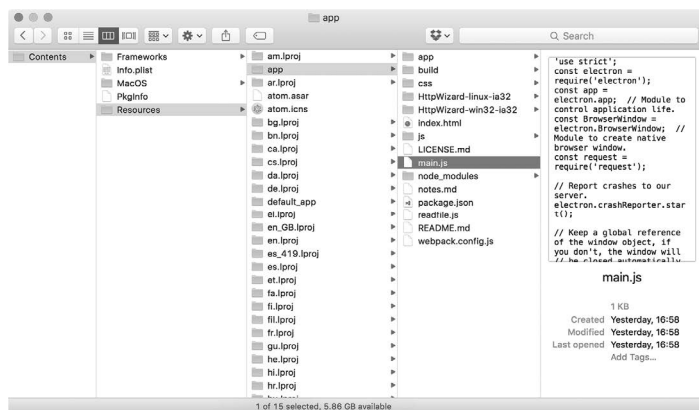 app
Search
Contents
Frameworks
Info.plist
MacOS
PkgInfo
Resources
am.lproj
app
ar.lproj
atom.asar
atom.icns
bg.lproj
bn.lproj
ca.lproj
cs.lproj
da.lproj
de.lproj
default_app
el.lproj
en_GB.lproj
en.lproj
es_419.lproj
es.lproj
et.lproj
fa.lproj
fi.lproj
fil.lproj
fr.lproj
gu.lproj
he.lproj
hi.lproj
hr.lproj
app
build
css
HttpWizard-linux-ia32
HttpWizard-win32-ia32
index.html
js
LICENSE.md
main.js
node_modules
notes.md
package.json
readfile.js
README.md
webpack.config.js
'use strict';
const electron =
require('electron');
const app =
electron.app; // Module to
control application life.
const BrowserWindow =
electron.BrowserWindow; //
Module to create native
browser window.
const request =
require('request');
// Report crashes to our
server.
electron.crashReporter.star
t();
// Keep a global reference
of the window object, if
you don't, the window will
// be closed automatically
main.js
1 KB
Created Yesterday, 16:58
Modified Yesterday, 16:58
Last opened Yesterday, 16:58
Add Tags...
1 of 15 selected, 5.86 GB available